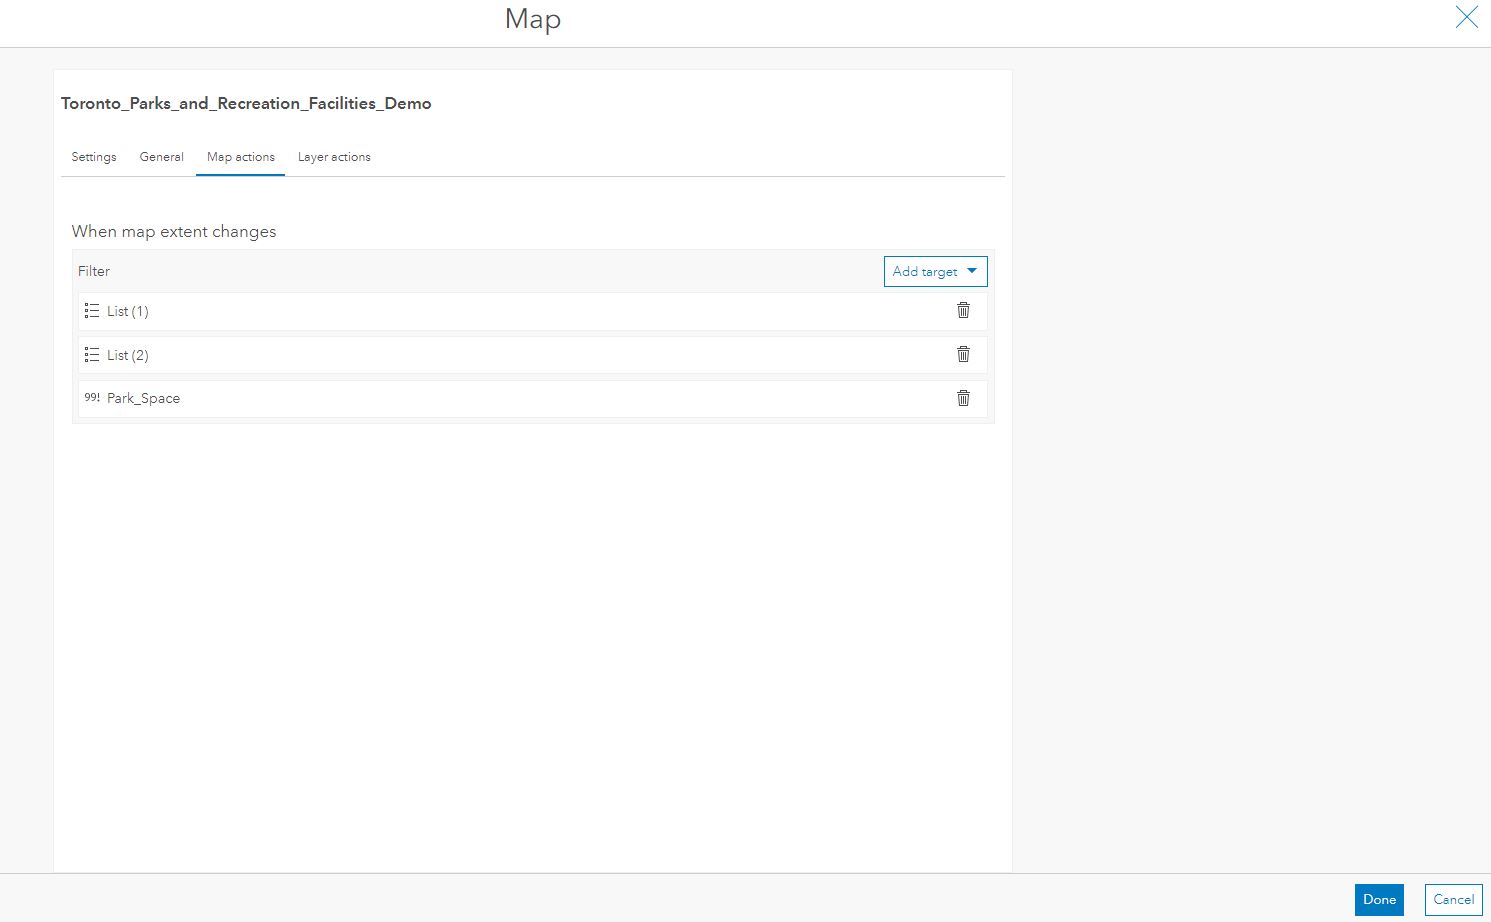 Map
Toronto_Parks_and_Recreation_Facilities_Demo
Settings General Map actions Layer actions
When map extent changes
Filter Add target
List (1)
List (2)
99! Park_Space
Done Cancel